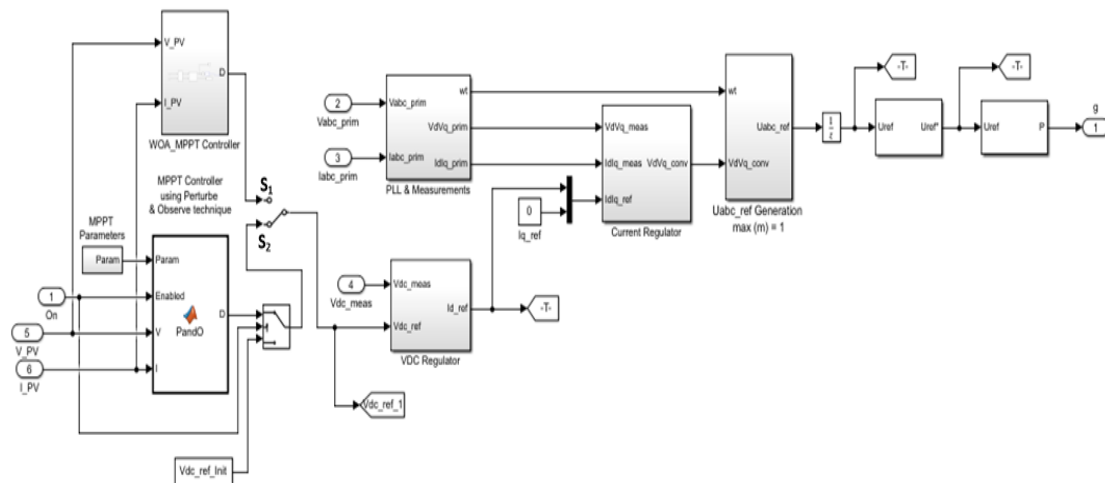 V_PV
I_PV
D
WOA_MPPT Controller
MPPT Controller
using Perturbe
& Observe technique
S1
S2
MPPT
Parameters
Param
Param
Enabled
V
I
D
PandO
1
On
5
V_PV
6
I_PV
Vdc_ref_Init
2
Vabc_prim
3
Iabc_prim
Vabc_prim
Iabc_prim
wt
VdVq_prim
IdIq_prim
PLL & Measurements
0
Iq_ref
4
Vdc_meas
Vdc_meas
Vdc_ref
Id_ref
VDC Regulator
-T-
Vdc_ref_1
VdVq_meas
IdIq_meas
IdIq_ref
VdVq_conv
Current Regulator
wt
VdVq_conv
Uabc_ref
Uabc_ref Generation
max (m) = 1
1
z
-T-
Uref
Uref*
-T-
Uref
P
g
1